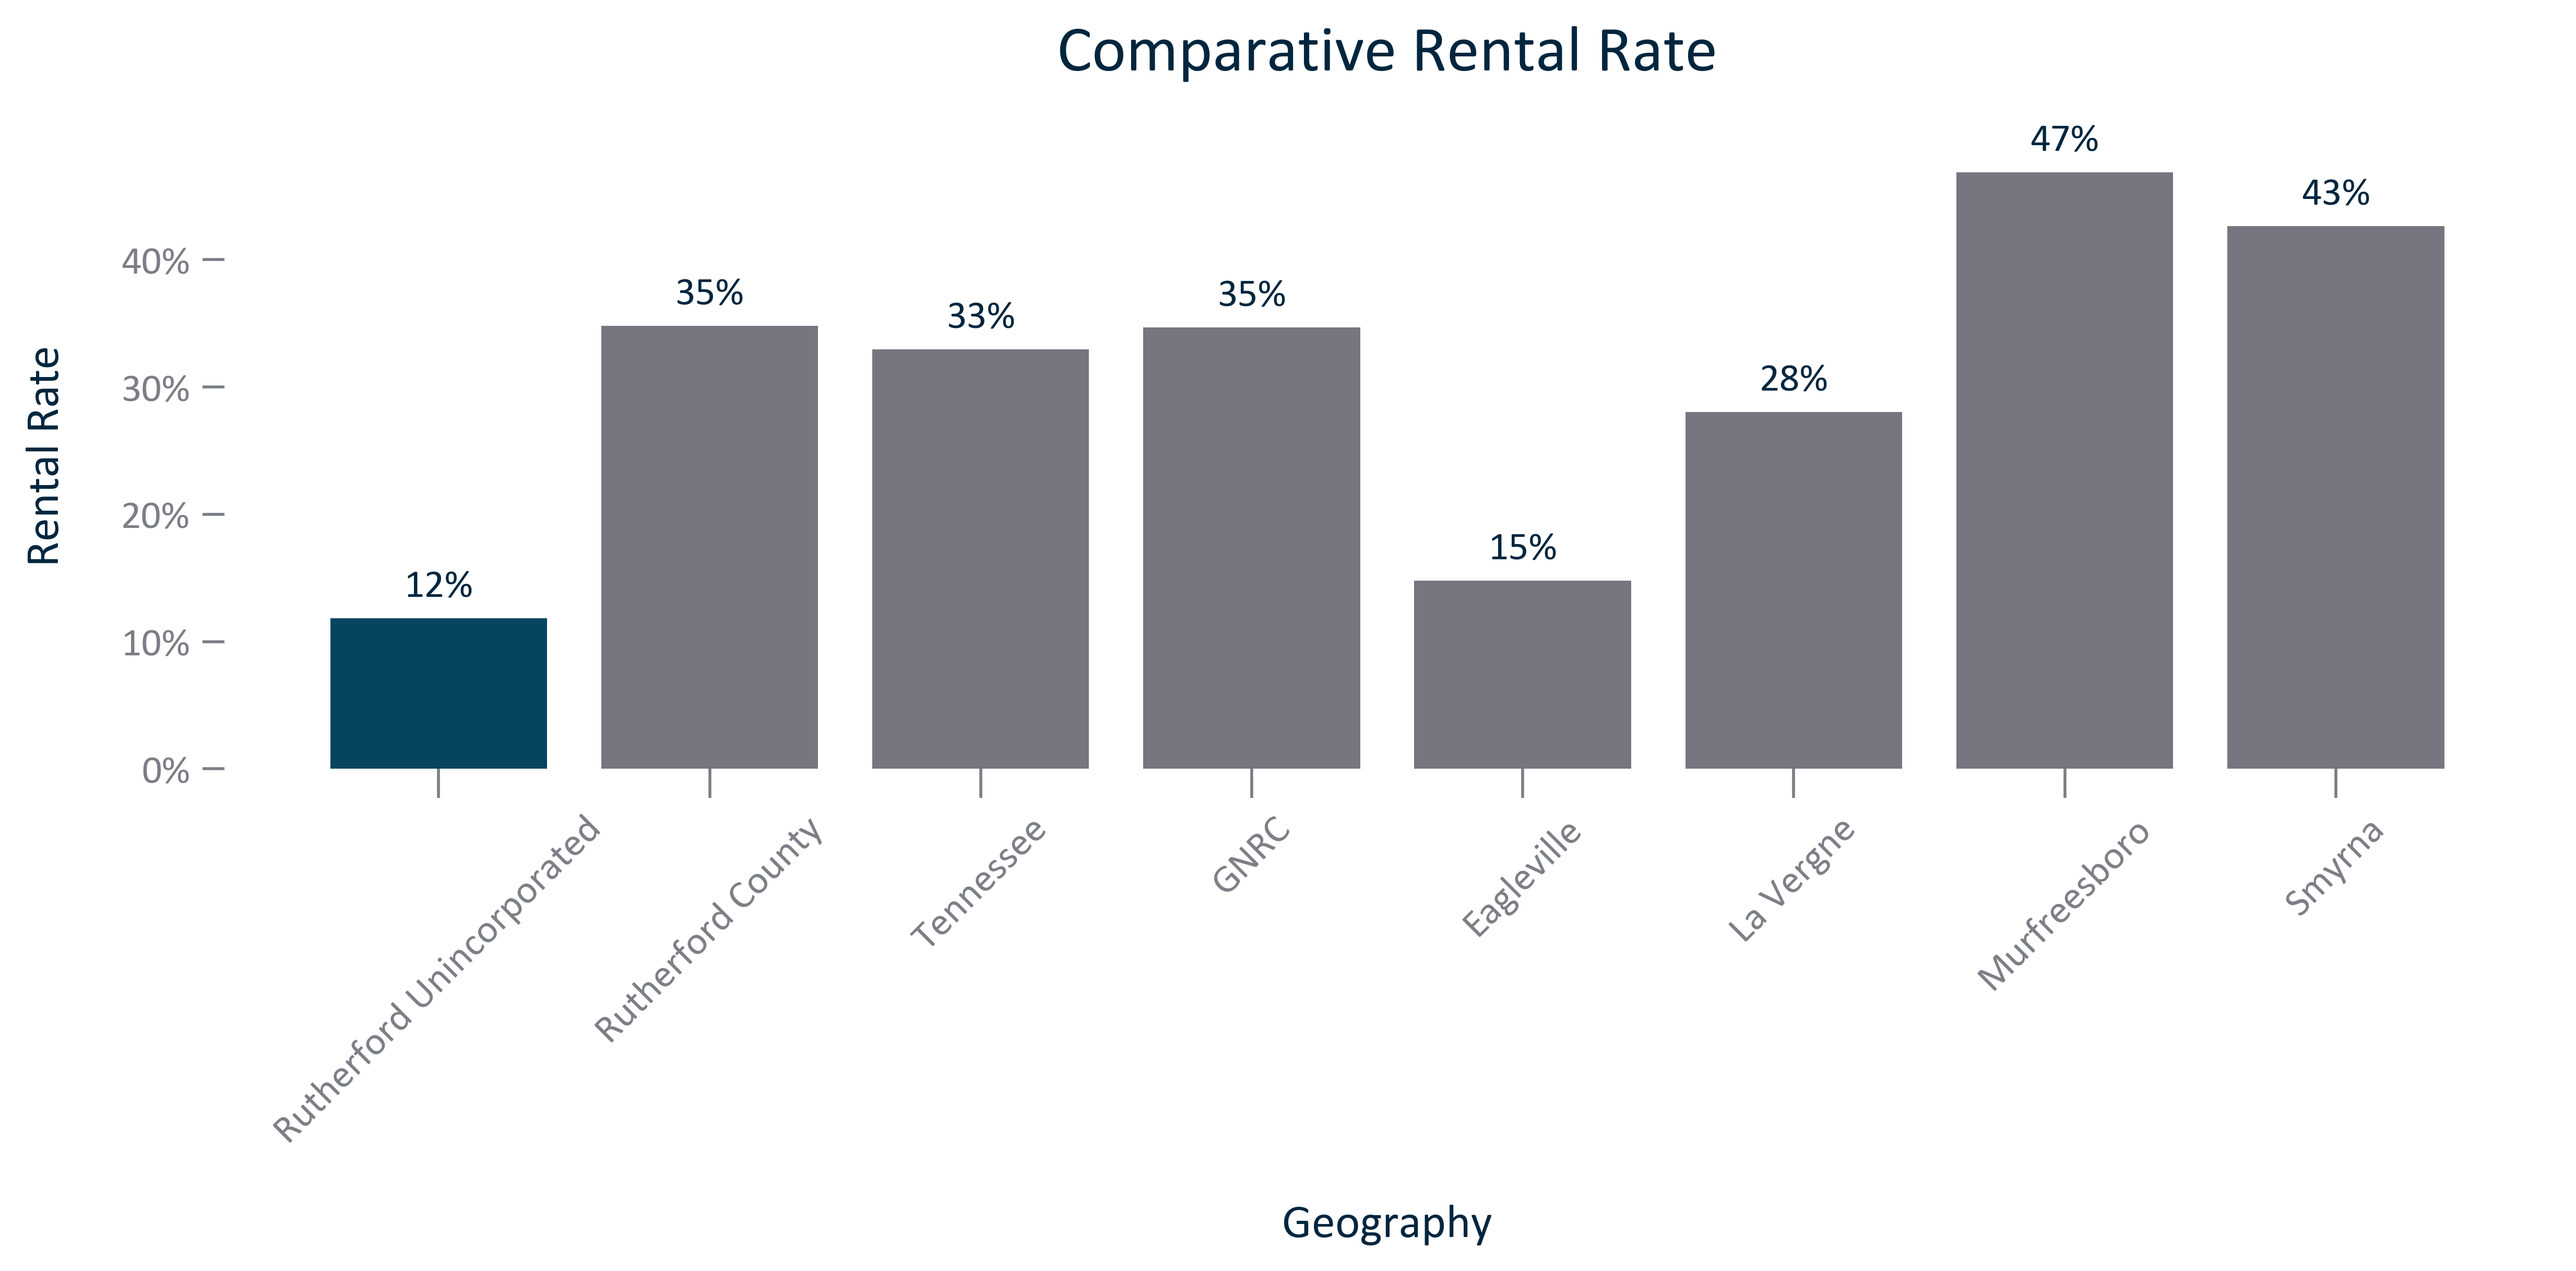 Comparative Rental Rate
Rental Rate
40%
30%
20%
10%
0%
12%
35%
33%
35%
15%
28%
47%
43%
Rutherford Unincorporated
Rutherford County
Tennessee
GNRC
Eagleville
La Vergne
Murfreesboro
Smyrna
Geography